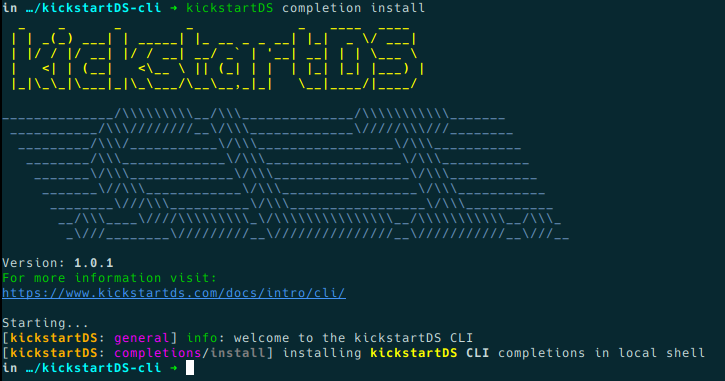 in …/kickstartDS-cli ➜ kickstartDS completion install
kickstartDS
CLI
Version: 1.0.1
For more information visit:
https://www.kickstartds.com/docs/intro/cli/
Starting...
[kickstartDS: general] info: welcome to the kickstartDS CLI
[kickstartDS: completions/install] installing kickstartDS CLI completions in local shell
in …/kickstartDS-cli ➜